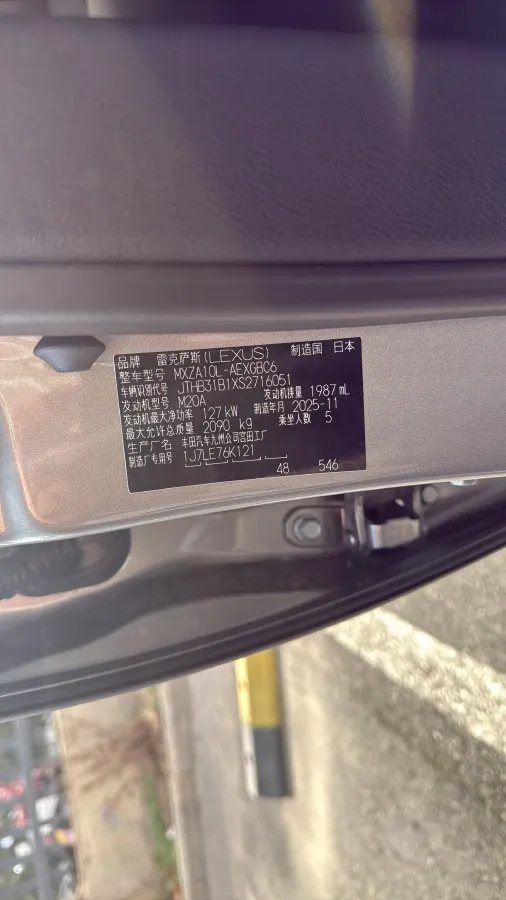 品牌 雷克萨斯(LEXUS) 制造国 日本
整车型号 MXZA10L-AEXGBC6
车辆识别代号 JTHB31B1XS2716051
发动机型号 M20A 发动机排量 1987 mL
发动机最大净功率 127 kW 制造年月 2025-11
最大允许总质量 2090 kg 乘坐人数 5
生产厂名 丰田汽车九州公司宫田工厂
制造厂专用号 1J7LE76K121
48 546